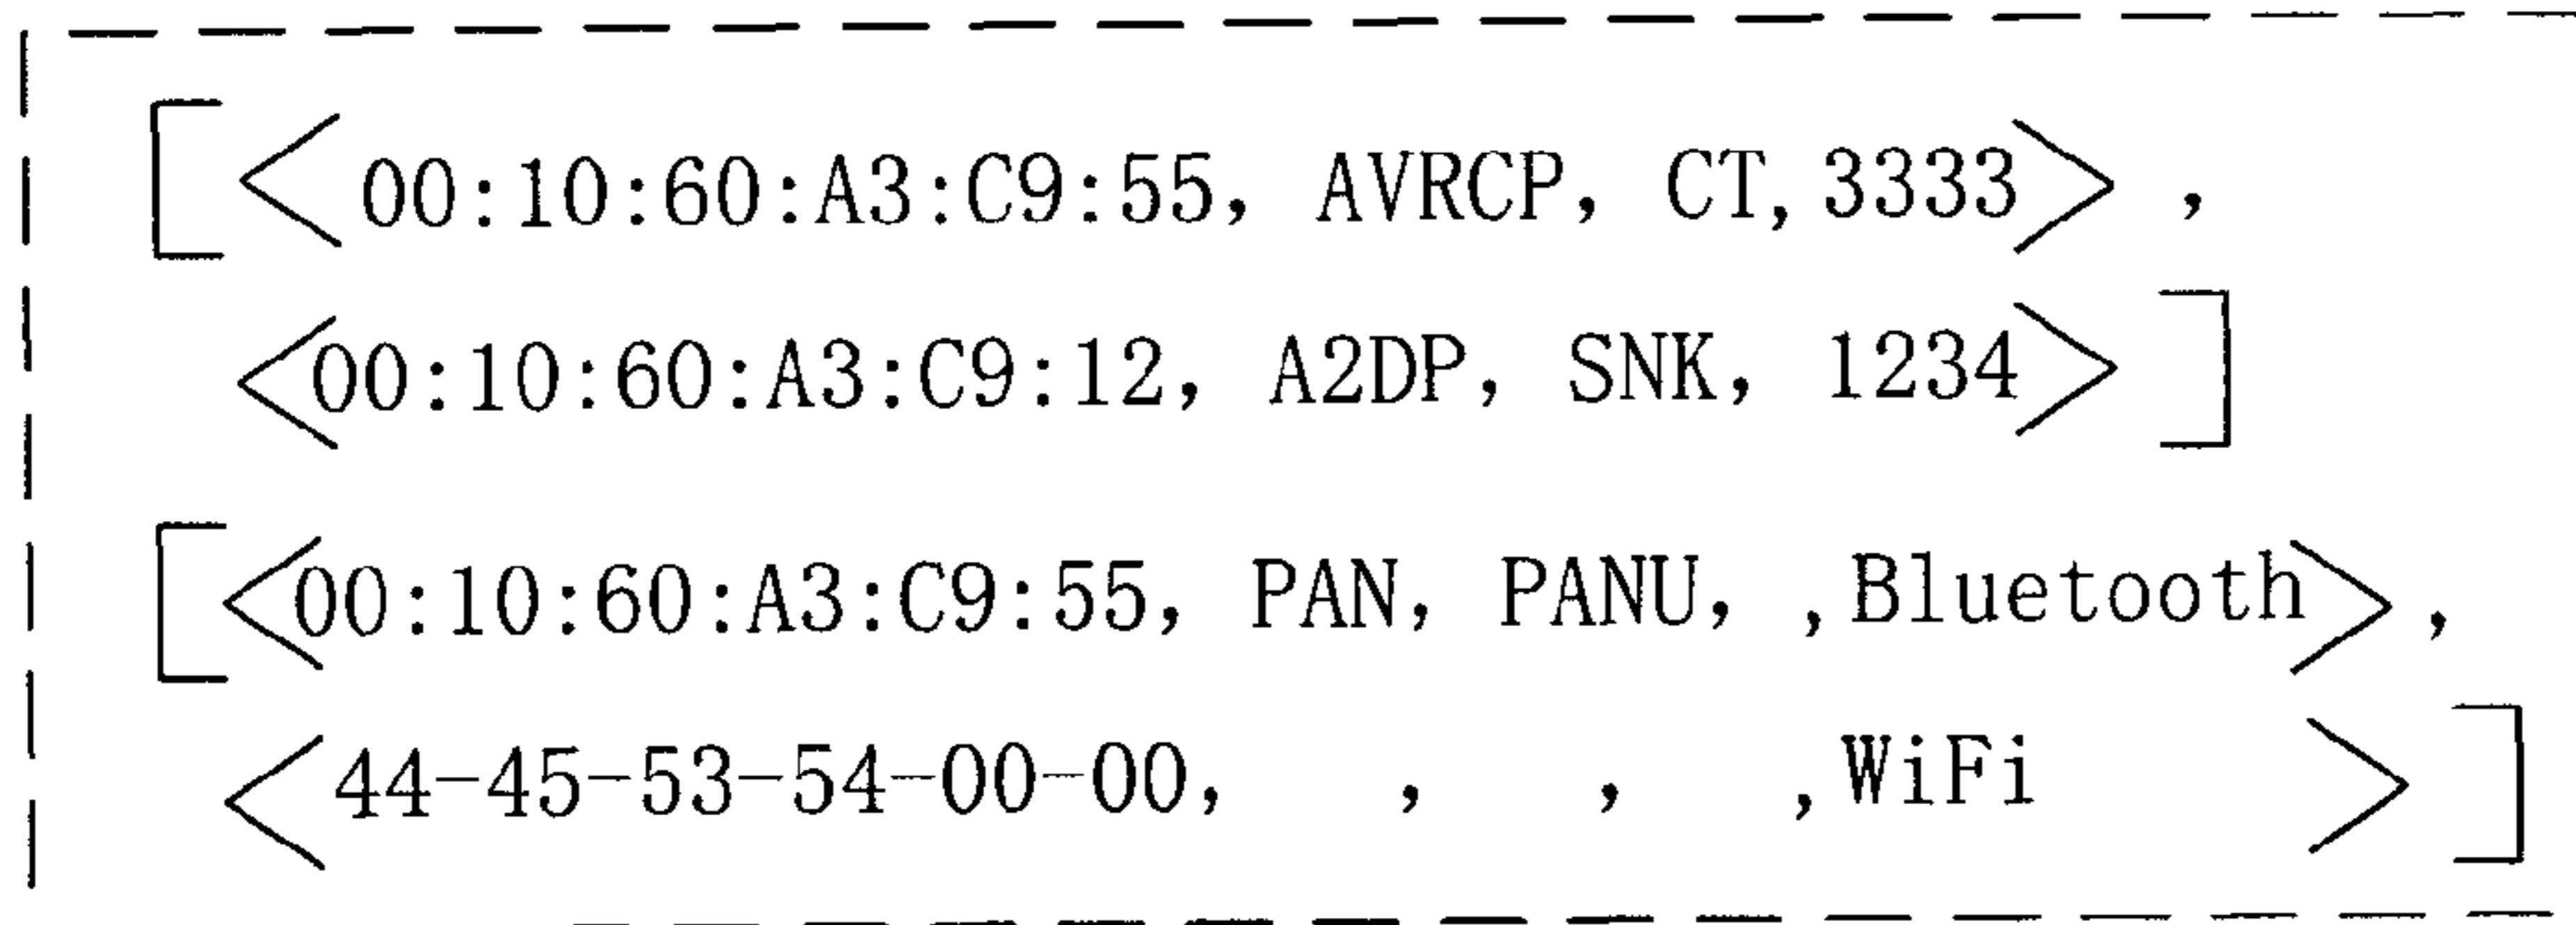 [<00:10:60:A3:C9:55, AVRCP, CT, 3333>,
<00:10:60:A3:C9:12, A2DP, SNK, 1234>]
[<00:10:60:A3:C9:55, PAN, PANU, ,Bluetooth>,
<44-45-53-54-00-00, , , ,WiFi >]